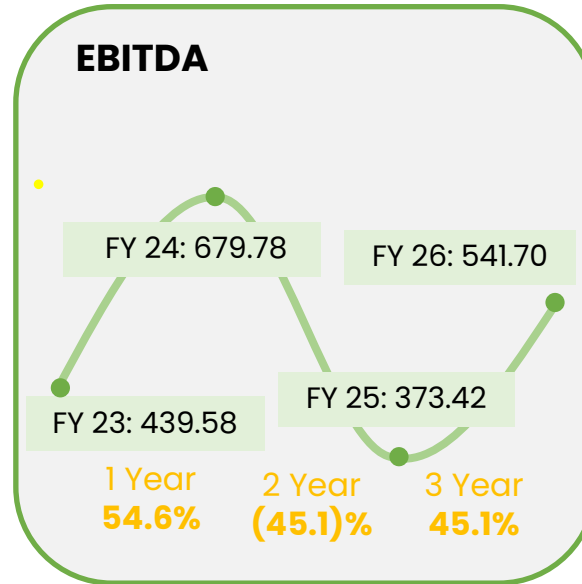 EBITDA
FY 24: 679.78
FY 26: 541.70
FY 25: 373.42
FY 23: 439.58
1 Year
54.6%
2 Year
(45.1)%
3 Year
45.1%